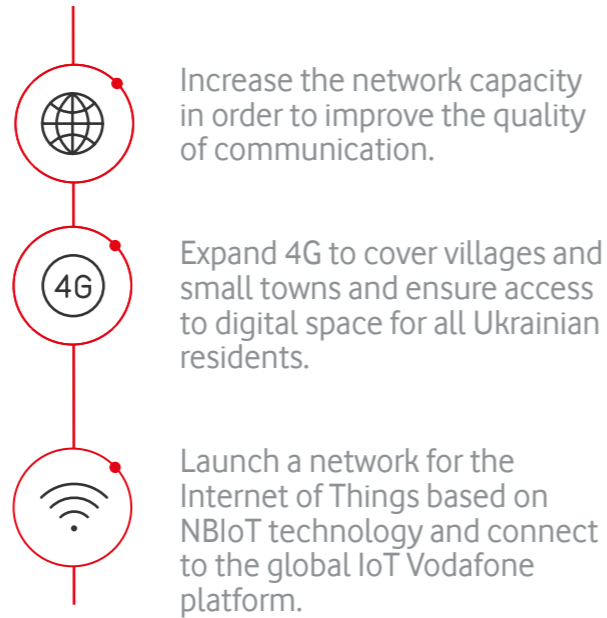 Increase the network capacity
in order to improve the quality
of communication.
4G
Expand 4G to cover villages and
small towns and ensure access
to digital space for all Ukrainian
residents.
Launch a network for the
Internet of Things based on
NBIoT technology and connect
to the global IoT Vodafone
platform.